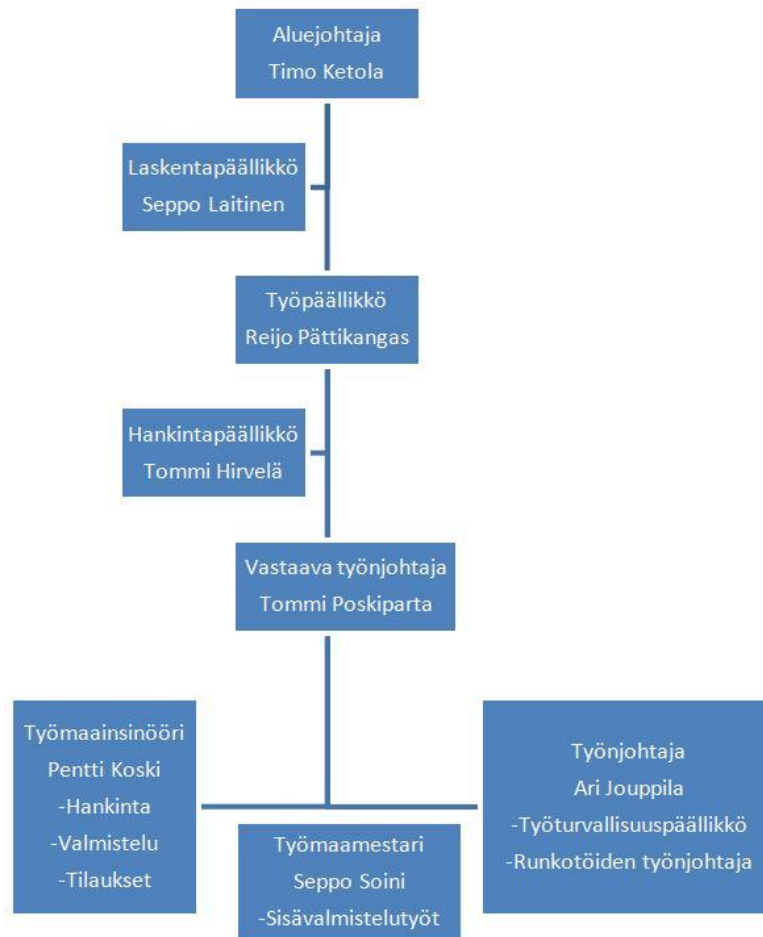 Aluejohtaja
Timo Ketola
Laskentapäällikkö
Seppo Laitinen
Työpäällikkö
Reijo Pättikangas
Hankintapäällikkö
Tommi Hirvelä
Vastaava työnjohtaja
Tommi Poskiparta
Työmaainsinööri
Pentti Koski
-Hankinta
-Valmistelu
-Tilaukset
Työmaamestari
Seppo Soini
-Sisävalmistelutyöt
Työnjohtaja
Ari Jouppila
-Työturvallisuuspäällikkö
-Runkotöiden työnjohtaja